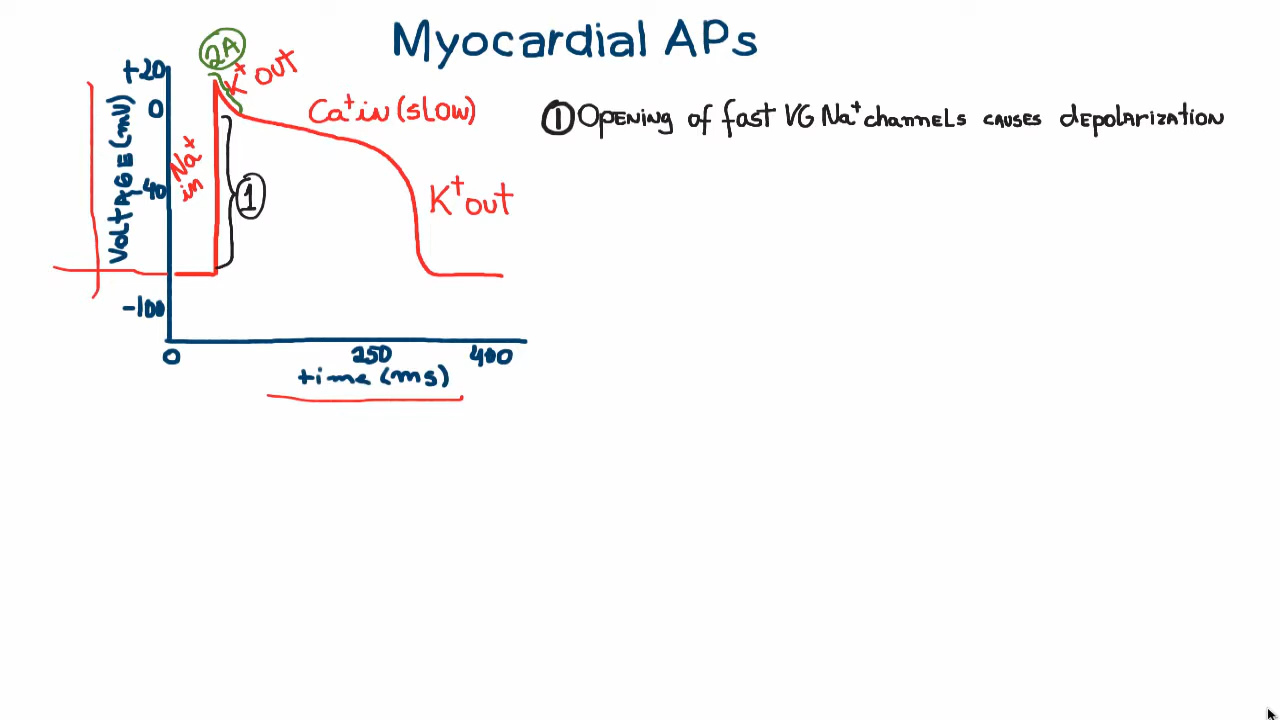 Myocardial APs
2A
+20
K+ out
0
Ca+ in (slow)
① Opening of fast VG Na+ channels causes depolarization
VOLTAGE (mV)
Na+ in
-40
①
K+ out
-100
0 250 400
time (ms)